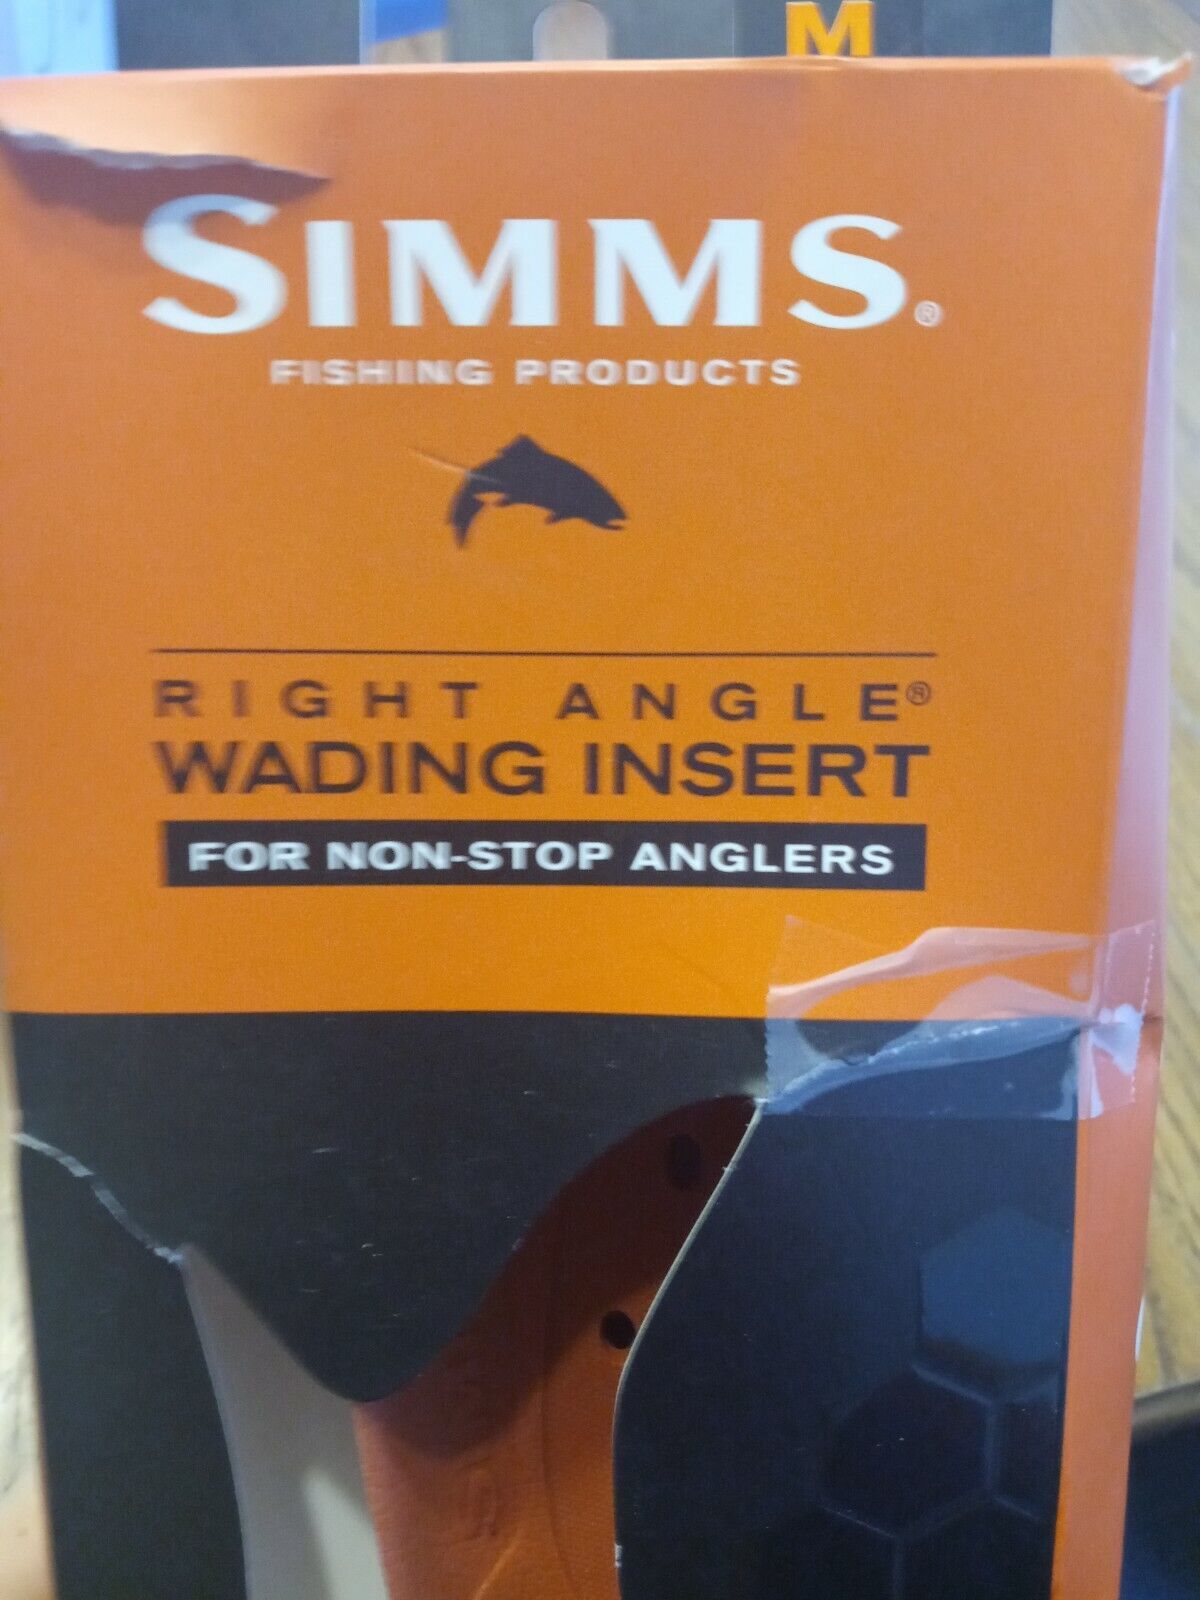 M
SIMMS®
FISHING PRODUCTS
RIGHT ANGLE®
WADING INSERT
FOR NON-STOP ANGLERS